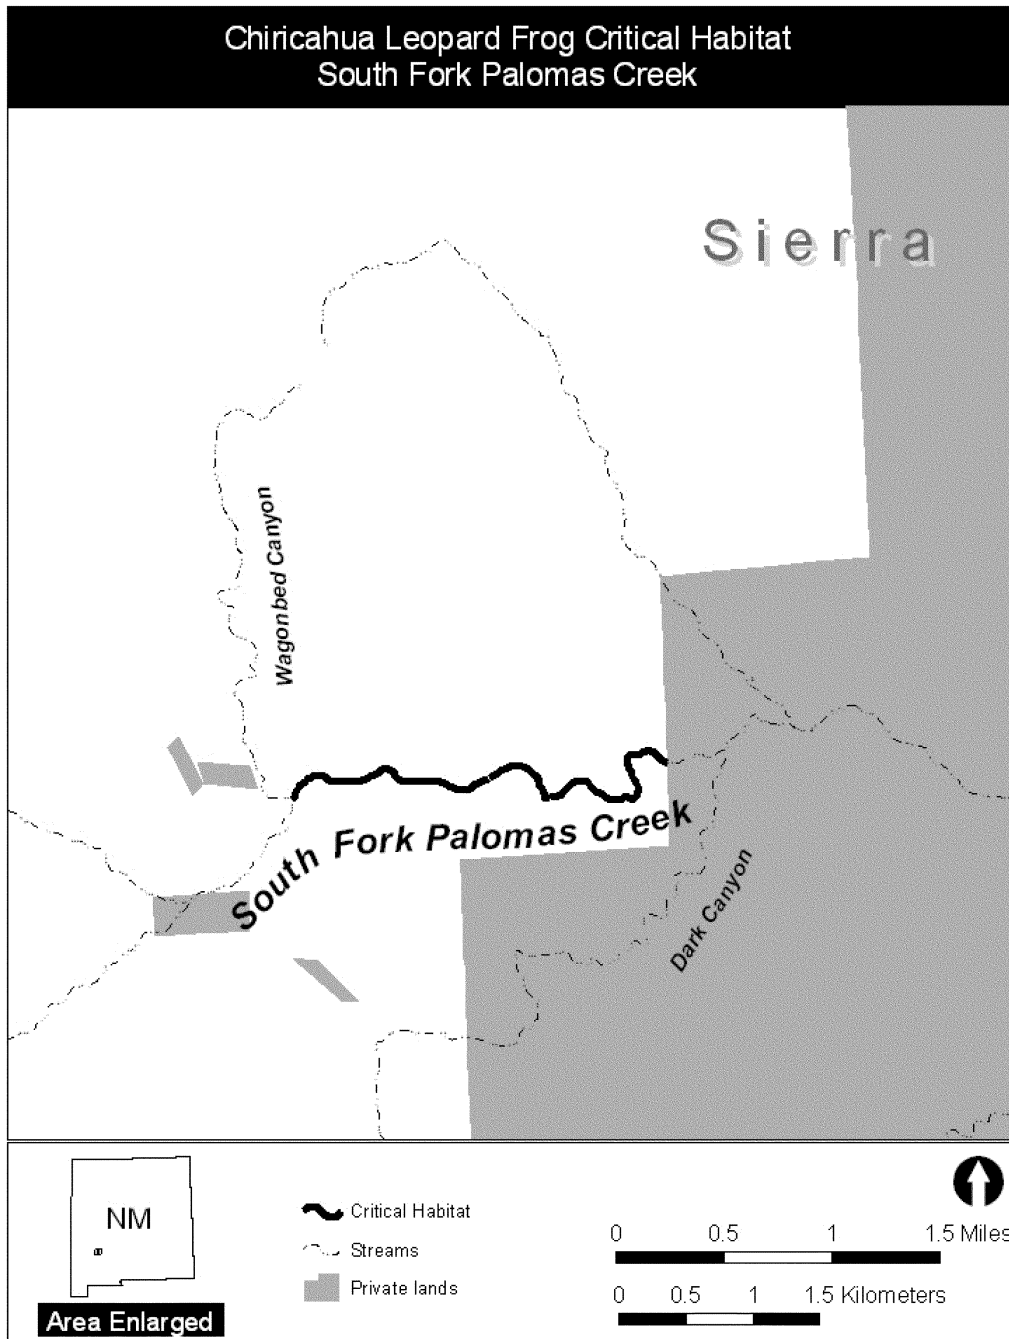 Chiricahua Leopard Frog Critical Habitat
South Fork Palomas Creek
Sierra
Wagonbed Canyon
South Fork Palomas Creek
Dark Canyon
NM
Area Enlarged
Critical Habitat
Streams
Private lands
0 0.5 1 1.5 Miles
0 0.5 1 1.5 Kilometers